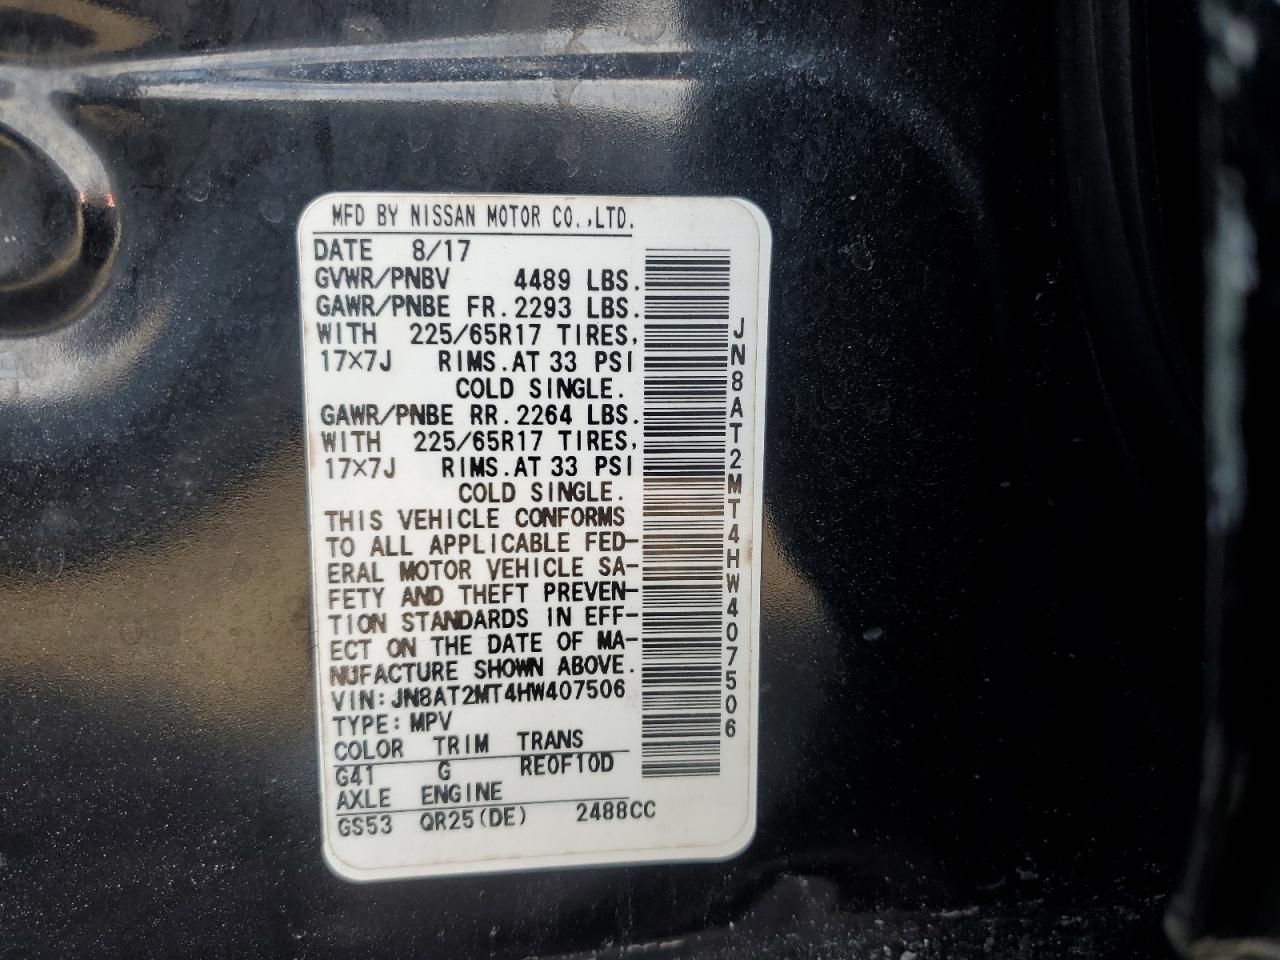 MFD BY NISSAN MOTOR CO.,LTD.
DATE 8/17
GVWR/PNBV 4489 LBS.
GAWR/PNBE FR.2293 LBS.
WITH 225/65R17 TIRES,
17×7J RIMS.AT 33 PSI
COLD SINGLE.
GAWR/PNBE RR.2264 LBS.
WITH 225/65R17 TIRES,
17×7J RIMS.AT 33 PSI
COLD SINGLE.
THIS VEHICLE CONFORMS
TO ALL APPLICABLE FED-
ERAL MOTOR VEHICLE SA-
FETY AND THEFT PREVEN-
TION STANDARDS IN EFF-
ECT ON THE DATE OF MA-
NUFACTURE SHOWN ABOVE.
VIN:JN8AT2MT4HW407506
TYPE:MPV
COLOR TRIM TRANS
G41 G RE0F10D
AXLE ENGINE
GS53 QR25(DE) 2488CC
JN8AT2MT4HW407506